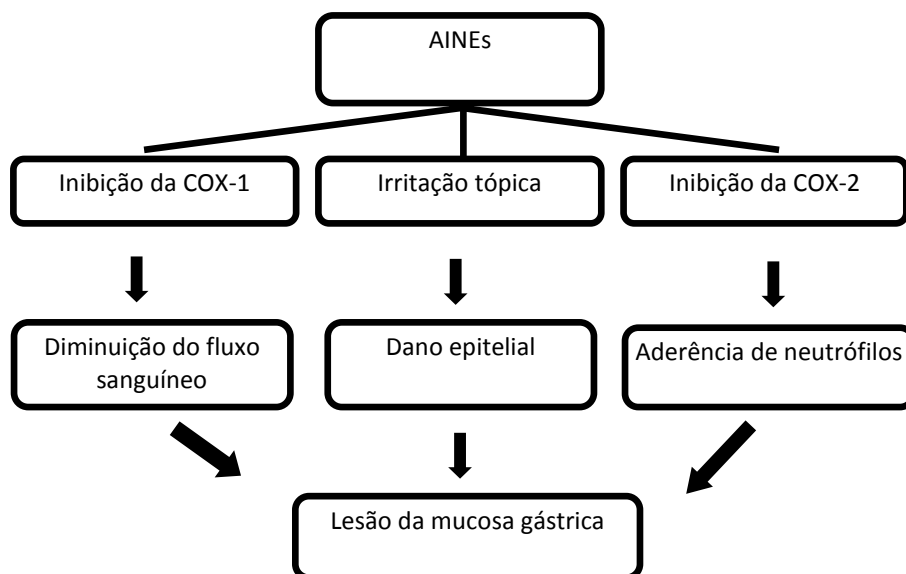 AINEs
Inibição da COX-1
Irritação tópica
Inibição da COX-2
Diminuição do fluxo
sanguíneo
Dano epitelial
Aderência de neutrófilos
Lesão da mucosa gástrica